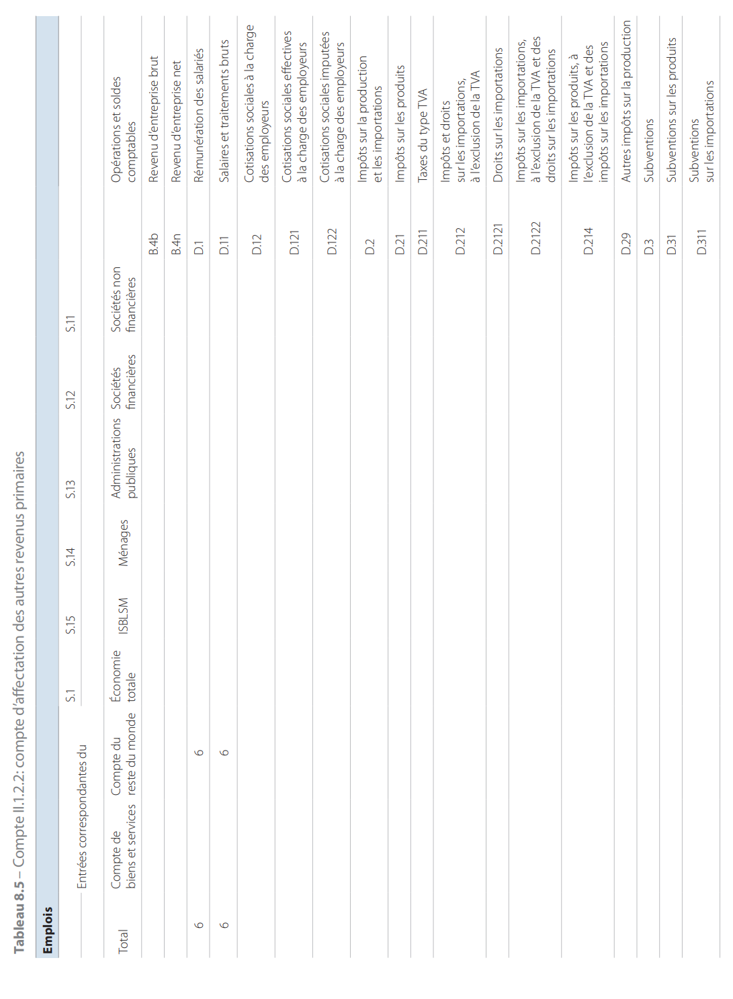 Tableau 8.5 – Compte II.1.2.2: compte d'affectation des autres revenus primaires
Emplois
Entrées correspondantes du
S.1
S.15
S.14
S.13
S.12
S.11
Total
Compte de
biens et services
Compte du
reste du monde
Économie
totale
ISBLSM
Ménages
Administrations
publiques
Sociétés
financières
Sociétés non
financières
Opérations et soldes
comptables
B.4b Revenu d'entreprise brut
B.4n Revenu d'entreprise net
6 6 D.1 Rémunération des salariés
6 6 D.11 Salaires et traitements bruts
D.12 Cotisations sociales à la charge
des employeurs
D.121 Cotisations sociales effectives
à la charge des employeurs
D.122 Cotisations sociales imputées
à la charge des employeurs
D.2 Impôts sur la production
et les importations
D.21 Impôts sur les produits
D.211 Taxes du type TVA
D.212 Impôts et droits
sur les importations,
à l'exclusion de la TVA
D.2121 Droits sur les importations
D.2122 Impôts sur les importations,
à l'exclusion de la TVA et des
droits sur les importations
D.214 Impôts sur les produits, à
l'exclusion de la TVA et des
impôts sur les importations
D.29 Autres impôts sur la production
D.3 Subventions
D.31 Subventions sur les produits
D.311 Subventions
sur les importations